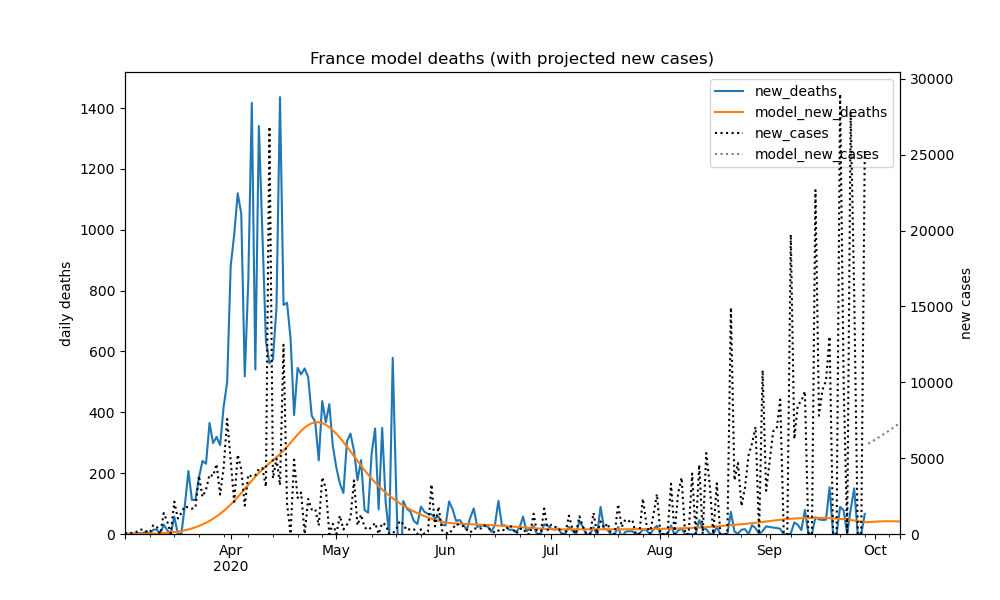 France model deaths (with projected new cases)
new_deaths
model_new_deaths
new_cases
model_new_cases
1400
1200
1000
800
600
400
200
0
daily deaths
30000
25000
20000
15000
10000
5000
0
new cases
Apr May Jun Jul Aug Sep Oct
2020